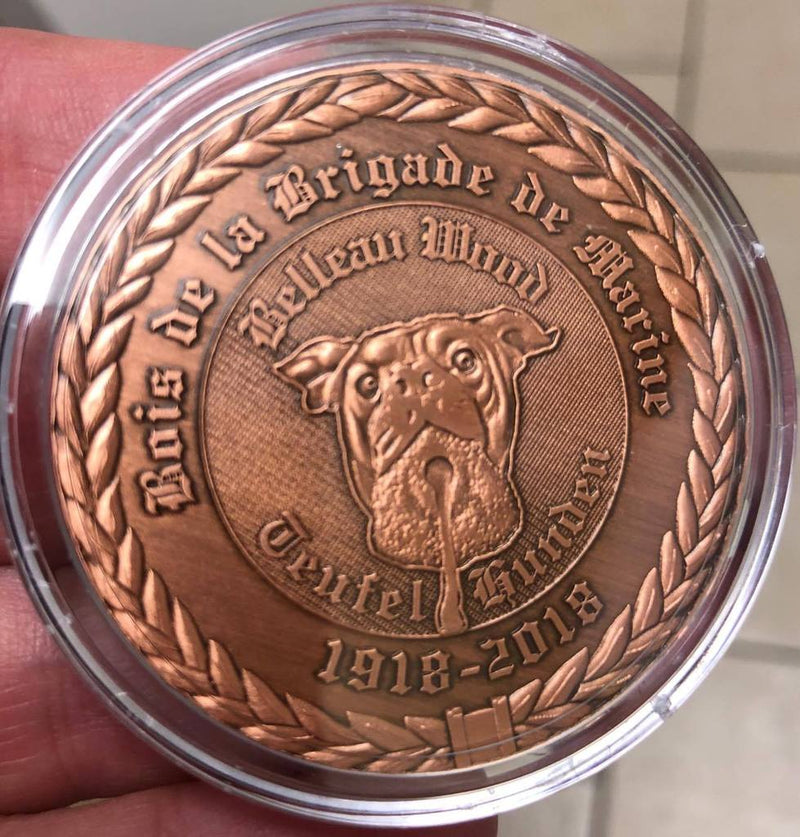 Bois de la Brigade de Marine
Belleau Wood
Teufel Hunden
1918-2018